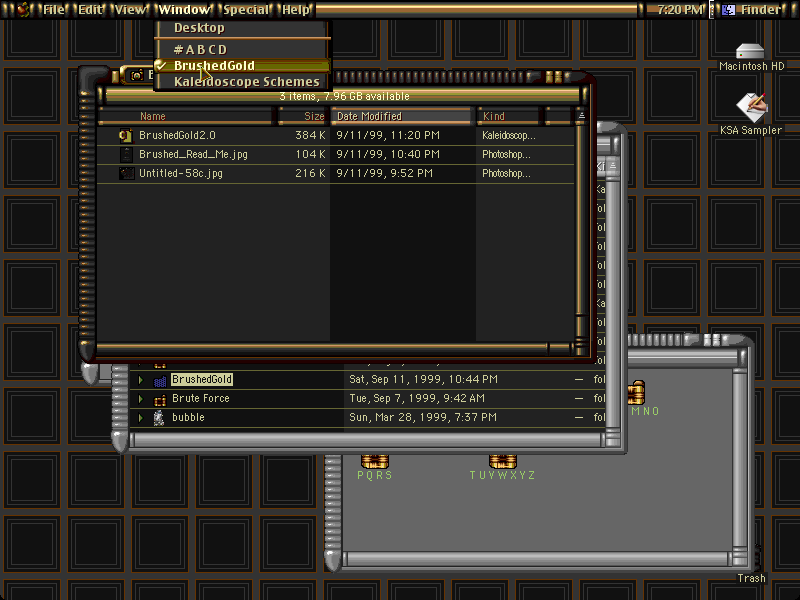 File Edit View Window Special Help 7:20 PM Finder
Desktop
# A B C D
BrushedGold
Kaleidoscope Schemes
Macintosh HD
KSA Sampler
3 items, 7.96 GB available
Name Size Date Modified Kind
BrushedGold2.0 384 K 9/11/99, 11:20 PM Kaleidoscop...
Brushed_Read_Me.jpg 104 K 9/11/99, 10:40 PM Photoshop...
Untitled-58c.jpg 216 K 9/11/99, 9:52 PM Photoshop...
BrushedGold Sat, Sep 11, 1999, 10:44 PM — fol
Brute Force Tue, Sep 7, 1999, 9:42 AM — fol
bubble Sun, Mar 28, 1999, 7:37 PM — fol
M N O
P Q R S T U V W X Y Z
Trash